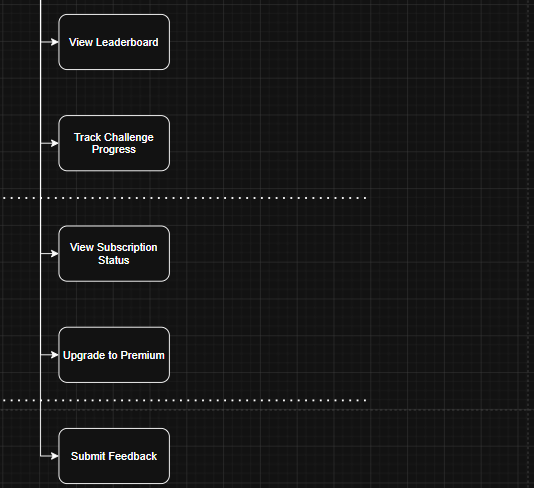 View Leaderboard
Track Challenge
Progress
View Subscription
Status
Upgrade to Premium
Submit Feedback